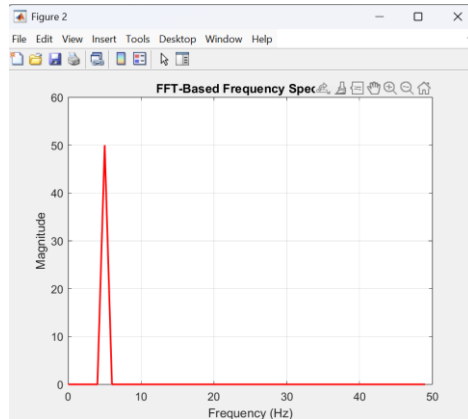 Figure 2
File Edit View Insert Tools Desktop Window Help
FFT-Based Frequency Spec
60
50
40
30
20
10
0
Magnitude
0 10 20 30 40 50
Frequency (Hz)